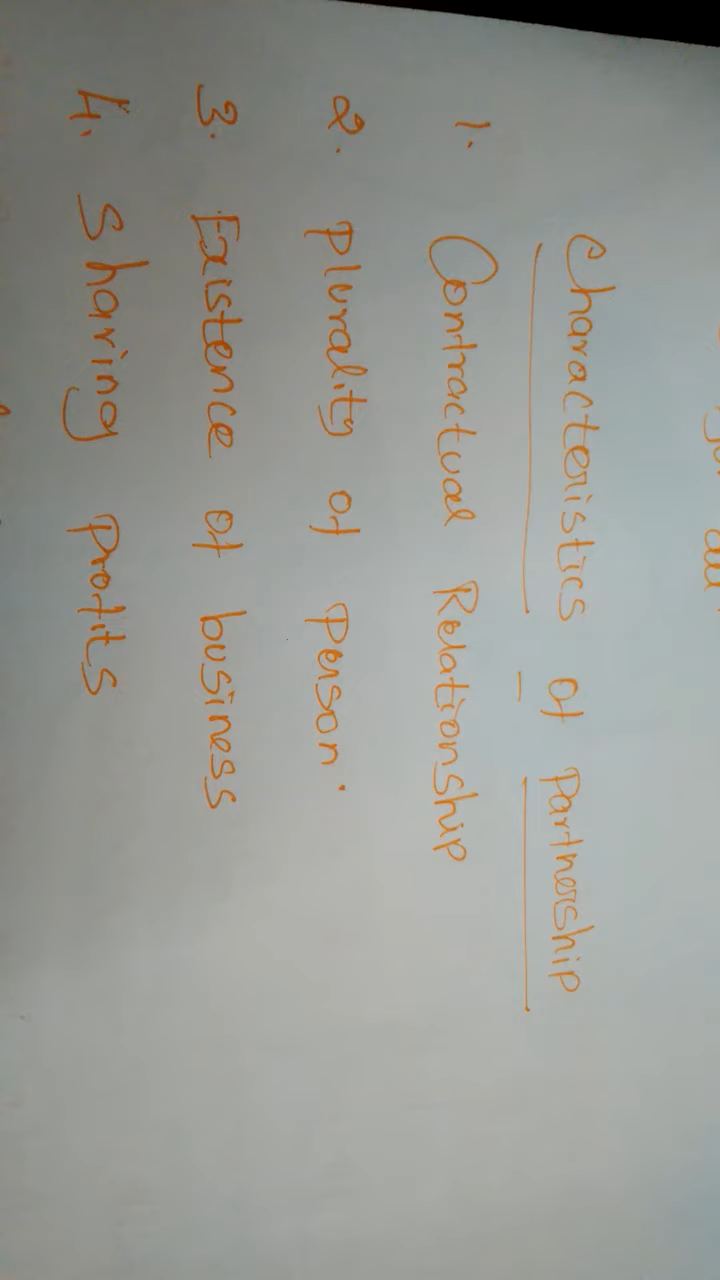 Characteristics of Partnership
1. Contractual Relationship
2. Plurality of person.
3. Existence of business
4. Sharing profits